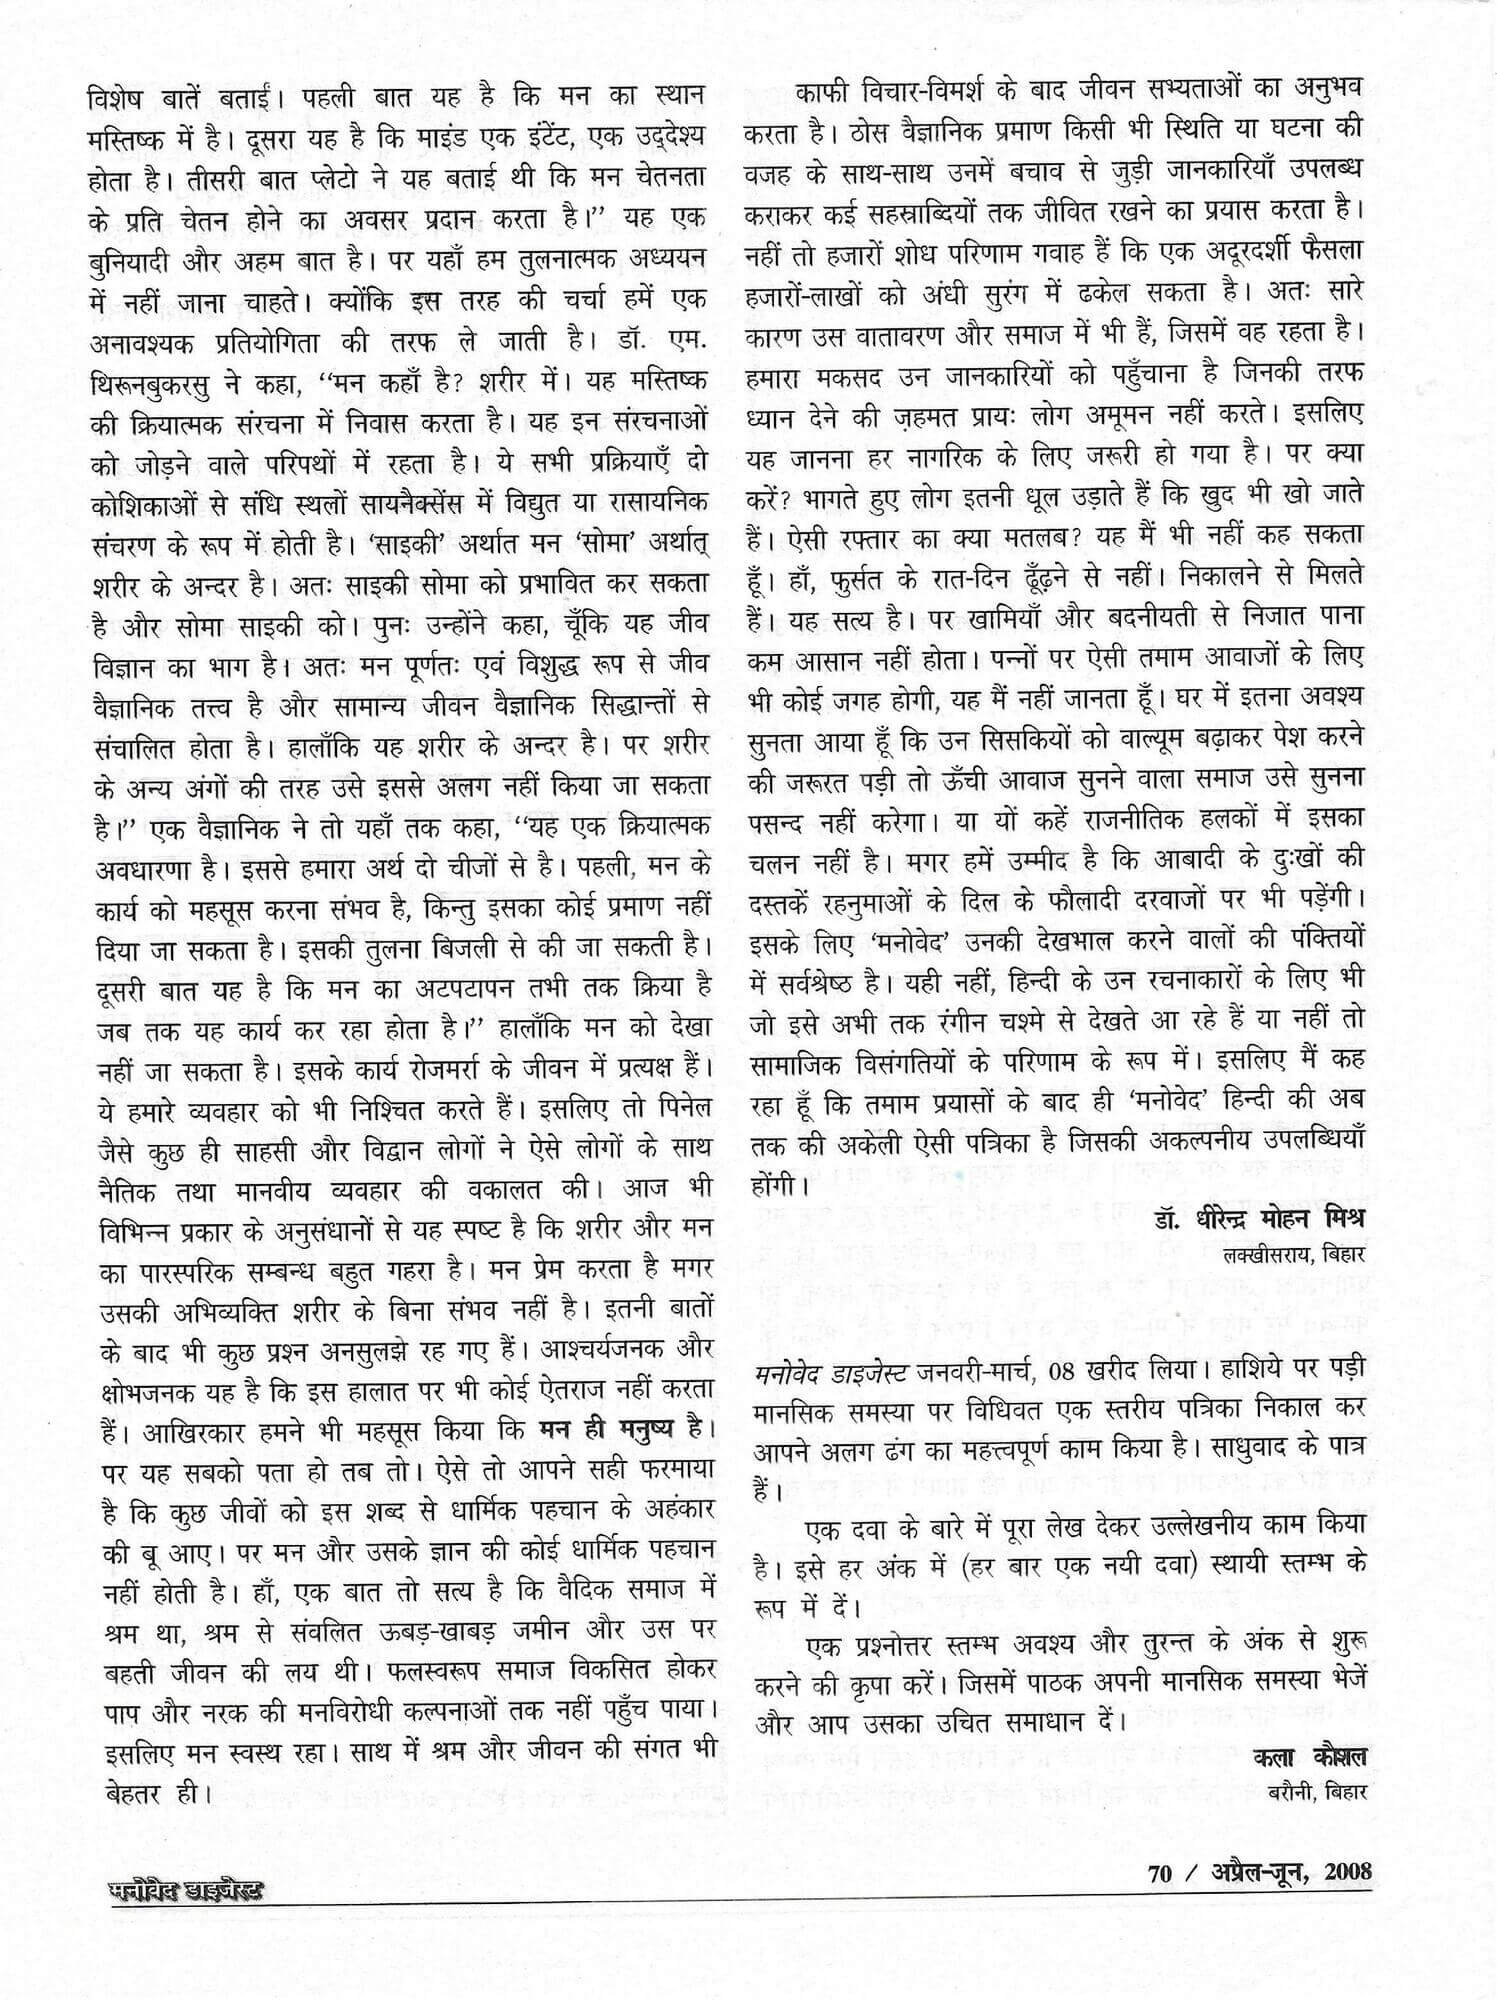 विशेष बातें बताईं। पहली बात यह है कि मन का स्थान
मस्तिष्क में है। दूसरा यह है कि माइंड एक इंटेंट, एक उद्देश्य
होता है। तीसरी बात प्लेटो ने यह बताई थी कि मन चेतनता
के प्रति चेतन होने का अवसर प्रदान करता है।’’ यह एक
बुनियादी और अहम बात है। पर यहाँ हम तुलनात्मक अध्ययन
में नहीं जाना चाहते। क्योंकि इस तरह की चर्चा हमें एक
अनावश्यक प्रतियोगिता की तरफ ले जाती है। डॉ. एम.
थिरूनबुकरसु ने कहा, ‘‘मन कहाँ है? शरीर में। यह मस्तिष्क
की क्रियात्मक संरचना में निवास करता है। यह इन संरचनाओं
को जोड़ने वाले परिपथों में रहता है। ये सभी प्रक्रियाएँ दो
कोशिकाओं से संधि स्थलों सायनैक्सेंस में विद्युत या रासायनिक
संचरण के रूप में होती है। ‘साइकी’ अर्थात मन ‘सोमा’ अर्थात्
शरीर के अन्दर है। अतः साइकी सोमा को प्रभावित कर सकता
है और सोमा साइकी को। पुनः उन्होंने कहा, चूँकि यह जीव
विज्ञान का भाग है। अतः मन पूर्णतः एवं विशुद्ध रूप से जीव
वैज्ञानिक तत्त्व है और सामान्य जीवन वैज्ञानिक सिद्धान्तों से
संचालित होता है। हालाँकि यह शरीर के अन्दर है। पर शरीर
के अन्य अंगों की तरह उसे इससे अलग नहीं किया जा सकता
है।’’ एक वैज्ञानिक ने तो यहाँ तक कहा, ‘‘यह एक क्रियात्मक
अवधारणा है। इससे हमारा अर्थ दो चीजों से है। पहली, मन के
कार्य को महसूस करना संभव है, किन्तु इसका कोई प्रमाण नहीं
दिया जा सकता है। इसकी तुलना बिजली से की जा सकती है।
दूसरी बात यह है कि मन का अटपटापन तभी तक क्रिया है
जब तक यह कार्य कर रहा होता है।’’ हालाँकि मन को देखा
नहीं जा सकता है। इसके कार्य रोजमर्रा के जीवन में प्रत्यक्ष हैं।
ये हमारे व्यवहार को भी निश्चित करते हैं। इसलिए तो पिनेल
जैसे कुछ ही साहसी और विद्वान लोगों ने ऐसे लोगों के साथ
नैतिक तथा मानवीय व्यवहार की वकालत की। आज भी
विभिन्न प्रकार के अनुसंधानों से यह स्पष्ट है कि शरीर और मन
का पारस्परिक सम्बन्ध बहुत गहरा है। मन प्रेम करता है मगर
उसकी अभिव्यक्ति शरीर के बिना संभव नहीं है। इतनी बातों
के बाद भी कुछ प्रश्न अनसुलझे रह गए हैं। आश्चर्यजनक और
क्षोभजनक यह है कि इस हालात पर भी कोई ऐतराज नहीं करता
हैं। आखिरकार हमने भी महसूस किया कि मन ही मनुष्य है।
पर यह सबको पता हो तब तो। ऐसे तो आपने सही फरमाया
है कि कुछ जीवों को इस शब्द से धार्मिक पहचान के अहंकार
की बू आए। पर मन और उसके ज्ञान की कोई धार्मिक पहचान
नहीं होती है। हाँ, एक बात तो सत्य है कि वैदिक समाज में
श्रम था, श्रम से संवलित ऊबड़-खाबड़ जमीन और उस पर
बहती जीवन की लय थी। फलस्वरूप समाज विकसित होकर
पाप और नरक की मनविरोधी कल्पनाओं तक नहीं पहुँच पाया।
इसलिए मन स्वस्थ रहा। साथ में श्रम और जीवन की संगत भी
बेहतर ही।
काफी विचार-विमर्श के बाद जीवन सभ्यताओं का अनुभव
करता है। ठोस वैज्ञानिक प्रमाण किसी भी स्थिति या घटना की
वजह के साथ-साथ उनमें बचाव से जुड़ी जानकारियाँ उपलब्ध
कराकर कई सहस्राब्दियों तक जीवित रखने का प्रयास करता है।
नहीं तो हजारों शोध परिणाम गवाह हैं कि एक अदूरदर्शी फैसला
हजारों-लाखों को अंधी सुरंग में ढकेल सकता है। अतः सारे
कारण उस वातावरण और समाज में भी हैं, जिसमें वह रहता है।
हमारा मकसद उन जानकारियों को पहुँचाना है जिनकी तरफ
ध्यान देने की ज़हमत प्रायः लोग अमूमन नहीं करते। इसलिए
यह जानना हर नागरिक के लिए जरूरी हो गया है। पर क्या
करें? भागते हुए लोग इतनी धूल उड़ाते हैं कि खुद भी खो जाते
हैं। ऐसी रफ्तार का क्या मतलब? यह मैं भी नहीं कह सकता
हूँ। हाँ, फुर्सत के रात-दिन ढूँढ़ने से नहीं। निकालने से मिलते
हैं। यह सत्य है। पर खामियाँ और बदनीयती से निजात पाना
कम आसान नहीं होता। पन्नों पर ऐसी तमाम आवाजों के लिए
भी कोई जगह होगी, यह मैं नहीं जानता हूँ। घर में इतना अवश्य
सुनता आया हूँ कि उन सिसकियों को वाल्यूम बढ़ाकर पेश करने
की जरूरत पड़ी तो ऊँची आवाज सुनने वाला समाज उसे सुनना
पसन्द नहीं करेगा। या यों कहें राजनीतिक हलकों में इसका
चलन नहीं है। मगर हमें उम्मीद है कि आबादी के दुःखों की
दस्तकें रहनुमाओं के दिल के फौलादी दरवाजों पर भी पड़ेंगी।
इसके लिए ‘मनोवेद’ उनकी देखभाल करने वालों की पंक्तियों
में सर्वश्रेष्ठ है। यही नहीं, हिन्दी के उन रचनाकारों के लिए भी
जो इसे अभी तक रंगीन चश्मे से देखते आ रहे हैं या नहीं तो
सामाजिक विसंगतियों के परिणाम के रूप में। इसलिए मैं कह
रहा हूँ कि तमाम प्रयासों के बाद ही ‘मनोवेद’ हिन्दी की अब
तक की अकेली ऐसी पत्रिका है जिसकी अकल्पनीय उपलब्धियाँ
होंगी।
डॉ. धीरेन्द्र मोहन मिश्र
लक्खीसराय, बिहार
मनोवेद डाइजेस्ट जनवरी-मार्च, 08 खरीद लिया। हाशिये पर पड़ी
मानसिक समस्या पर विधिवत एक स्तरीय पत्रिका निकाल कर
आपने अलग ढंग का महत्त्वपूर्ण काम किया है। साधुवाद के पात्र
हैं।
एक दवा के बारे में पूरा लेख देकर उल्लेखनीय काम किया
है। इसे हर अंक में (हर बार एक नयी दवा) स्थायी स्तम्भ के
रूप में दें।
एक प्रश्नोत्तर स्तम्भ अवश्य और तुरन्त के अंक से शुरू
करने की कृपा करें। जिसमें पाठक अपनी मानसिक समस्या भेजें
और आप उसका उचित समाधान दें।
कला कौशल
बरौनी, बिहार
मनोवेद डाइजेस्ट
70 / अप्रैल-जून, 2008